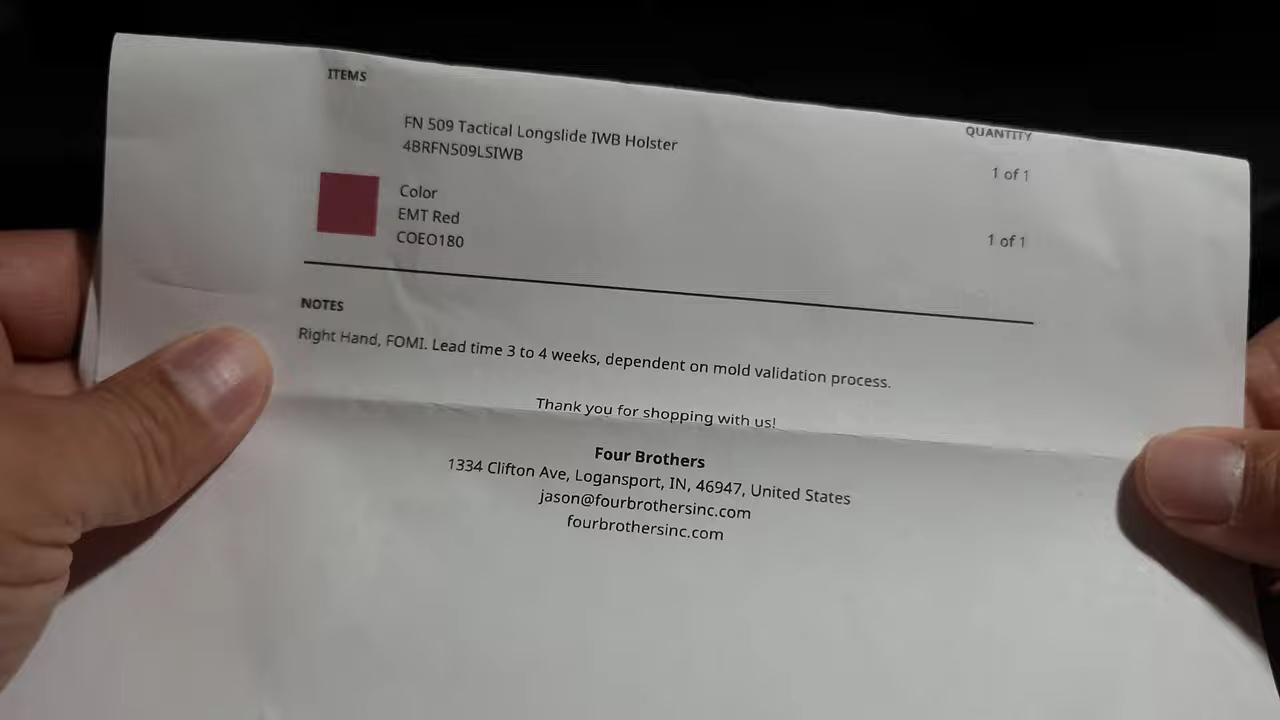 ITEMS
QUANTITY
FN 509 Tactical Longslide IWB Holster
4BRFN509LSIWB
1 of 1
Color
EMT Red
COEO180
1 of 1
NOTES
Right Hand, FOMI. Lead time 3 to 4 weeks, dependent on mold validation process.
Thank you for shopping with us!
Four Brothers
1334 Clifton Ave, Logansport, IN, 46947, United States
jason@fourbrothersinc.com
fourbrothersinc.com